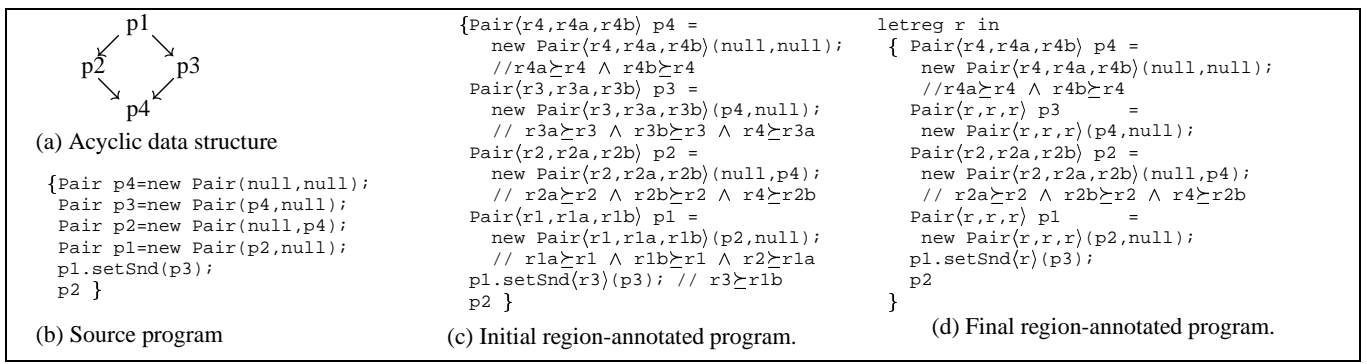 p1
p2 p3
p4
(a) Acyclic data structure
{Pair p4=new Pair(null,null);
Pair p3=new Pair(p4,null);
Pair p2=new Pair(null,p4);
Pair p1=new Pair(p2,null);
p1.setSnd(p3);
p2 }
(b) Source program
{Pair⟨r4,r4a,r4b⟩ p4 =
new Pair⟨r4,r4a,r4b⟩(null,null);
//r4a⪰r4 ∧ r4b⪰r4
Pair⟨r3,r3a,r3b⟩ p3 =
new Pair⟨r3,r3a,r3b⟩(p4,null);
// r3a⪰r3 ∧ r3b⪰r3 ∧ r4⪰r3a
Pair⟨r2,r2a,r2b⟩ p2 =
new Pair⟨r2,r2a,r2b⟩(null,p4);
// r2a⪰r2 ∧ r2b⪰r2 ∧ r4⪰r2b
Pair⟨r1,r1a,r1b⟩ p1 =
new Pair⟨r1,r1a,r1b⟩(p2,null);
// r1a⪰r1 ∧ r1b⪰r1 ∧ r2⪰r1a
p1.setSnd⟨r3⟩(p3); // r3⪰r1b
p2 }
(c) Initial region-annotated program.
letreg r in
{ Pair⟨r4,r4a,r4b⟩ p4 =
new Pair⟨r4,r4a,r4b⟩(null,null);
//r4a⪰r4 ∧ r4b⪰r4
Pair⟨r,r,r⟩ p3 =
new Pair⟨r,r,r⟩(p4,null);
Pair⟨r2,r2a,r2b⟩ p2 =
new Pair⟨r2,r2a,r2b⟩(null,p4);
// r2a⪰r2 ∧ r2b⪰r2 ∧ r4⪰r2b
Pair⟨r,r,r⟩ p1 =
new Pair⟨r,r,r⟩(p2,null);
p1.setSnd⟨r⟩(p3);
p2
}
(d) Final region-annotated program.